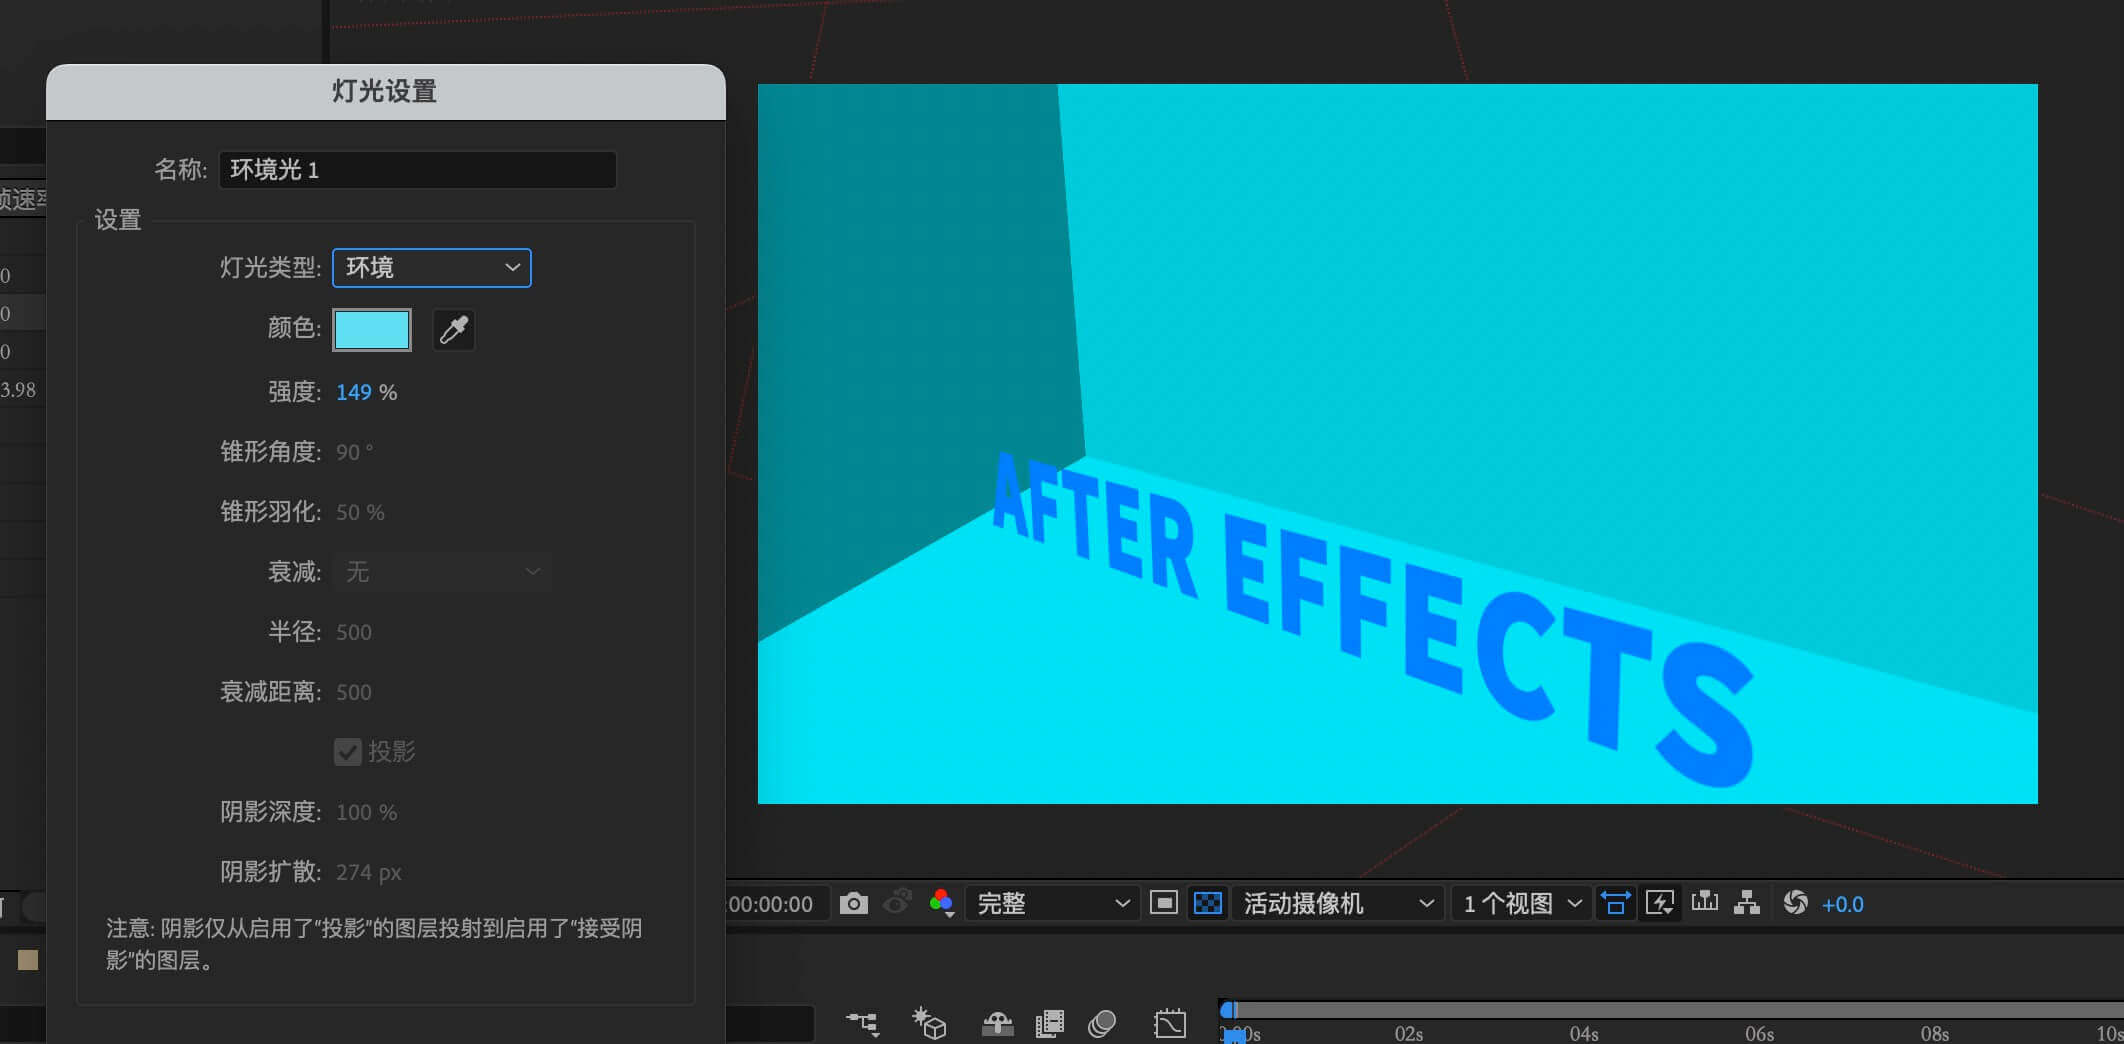 灯光设置
名称: 环境光 1
设置
灯光类型: 环境
颜色:
强度: 149 %
锥形角度: 90 °
锥形羽化: 50 %
衰减: 无
半径: 500
衰减距离: 500
投影
阴影深度: 100 %
阴影扩散: 274 px
注意: 阴影仅从启用了“投影”的图层投射到启用了“接受阴
影”的图层。
帧速率
0
0
0
3.98
AFTER EFFECTS
:00:00:00
完整
活动摄像机
1 个视图
+0.0
02s
04s
06s
08s
10s